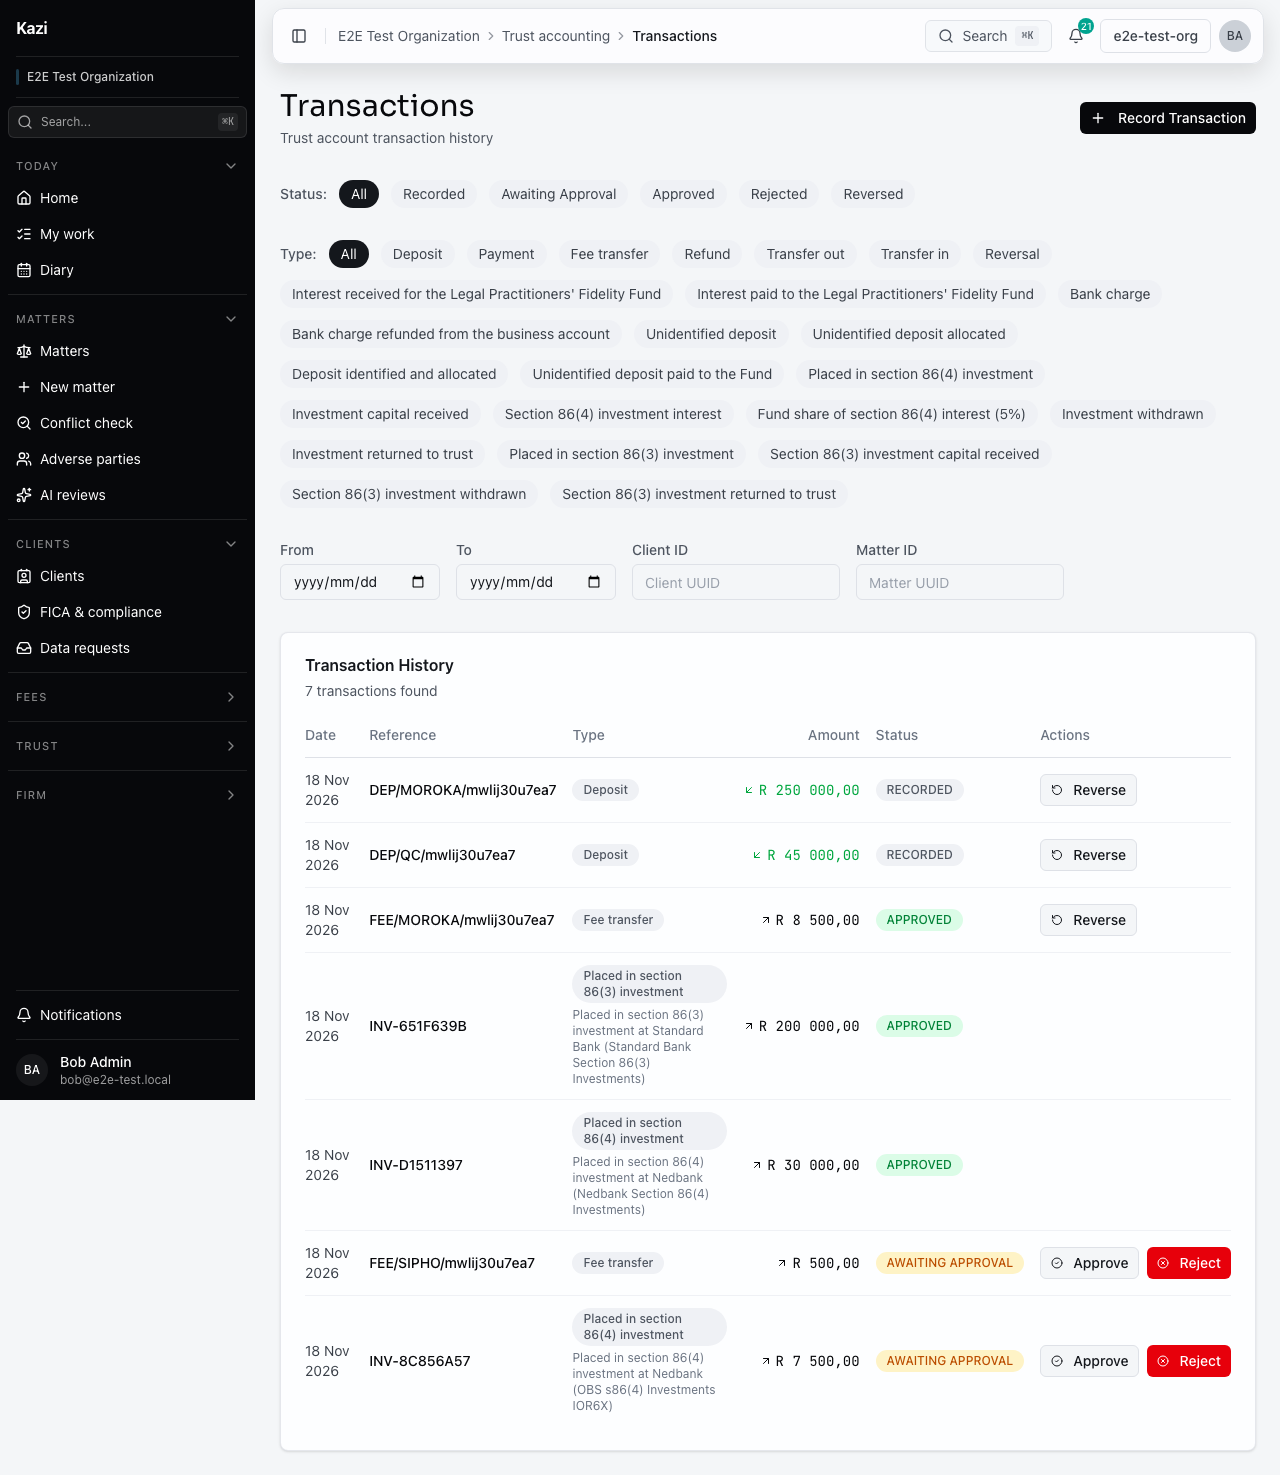 Kazi
E2E Test Organization
Search... ⌘K
TODAY
Home
My work
Diary
MATTERS
Matters
New matter
Conflict check
Adverse parties
AI reviews
CLIENTS
Clients
FICA & compliance
Data requests
FEES
TRUST
FIRM
Notifications
BA
Bob Admin
bob@e2e-test.local
E2E Test Organization > Trust accounting > Transactions
Search ⌘K
21
e2e-test-org
BA
Transactions
Trust account transaction history
Record Transaction
Status: All Recorded Awaiting Approval Approved Rejected Reversed
Type: All Deposit Payment Fee transfer Refund Transfer out Transfer in Reversal
Interest received for the Legal Practitioners' Fidelity Fund Interest paid to the Legal Practitioners' Fidelity Fund Bank charge
Bank charge refunded from the business account Unidentified deposit Unidentified deposit allocated
Deposit identified and allocated Unidentified deposit paid to the Fund Placed in section 86(4) investment
Investment capital received Section 86(4) investment interest Fund share of section 86(4) interest (5%) Investment withdrawn
Investment returned to trust Placed in section 86(3) investment Section 86(3) investment capital received
Section 86(3) investment withdrawn Section 86(3) investment returned to trust
From To Client ID Matter ID
yyyy/mm/dd yyyy/mm/dd Client UUID Matter UUID
Transaction History
7 transactions found
Date Reference Type Amount Status Actions
18 Nov
2026
DEP/MOROKA/mwlij30u7ea7 Deposit R 250 000,00 RECORDED Reverse
18 Nov
2026
DEP/QC/mwlij30u7ea7 Deposit R 45 000,00 RECORDED Reverse
18 Nov
2026
FEE/MOROKA/mwlij30u7ea7 Fee transfer R 8 500,00 APPROVED Reverse
18 Nov
2026
INV-651F639B
Placed in section
86(3) investment
Placed in section 86(3)
investment at Standard
Bank (Standard Bank
Section 86(3)
Investments)
R 200 000,00 APPROVED
18 Nov
2026
INV-D1511397
Placed in section
86(4) investment
Placed in section 86(4)
investment at Nedbank
(Nedbank Section 86(4)
Investments)
R 30 000,00 APPROVED
18 Nov
2026
FEE/SIPHO/mwlij30u7ea7 Fee transfer R 500,00 AWAITING APPROVAL Approve Reject
18 Nov
2026
INV-8C856A57
Placed in section
86(4) investment
Placed in section 86(4)
investment at Nedbank
(OBS s86(4) Investments
IOR6X)
R 7 500,00 AWAITING APPROVAL Approve Reject